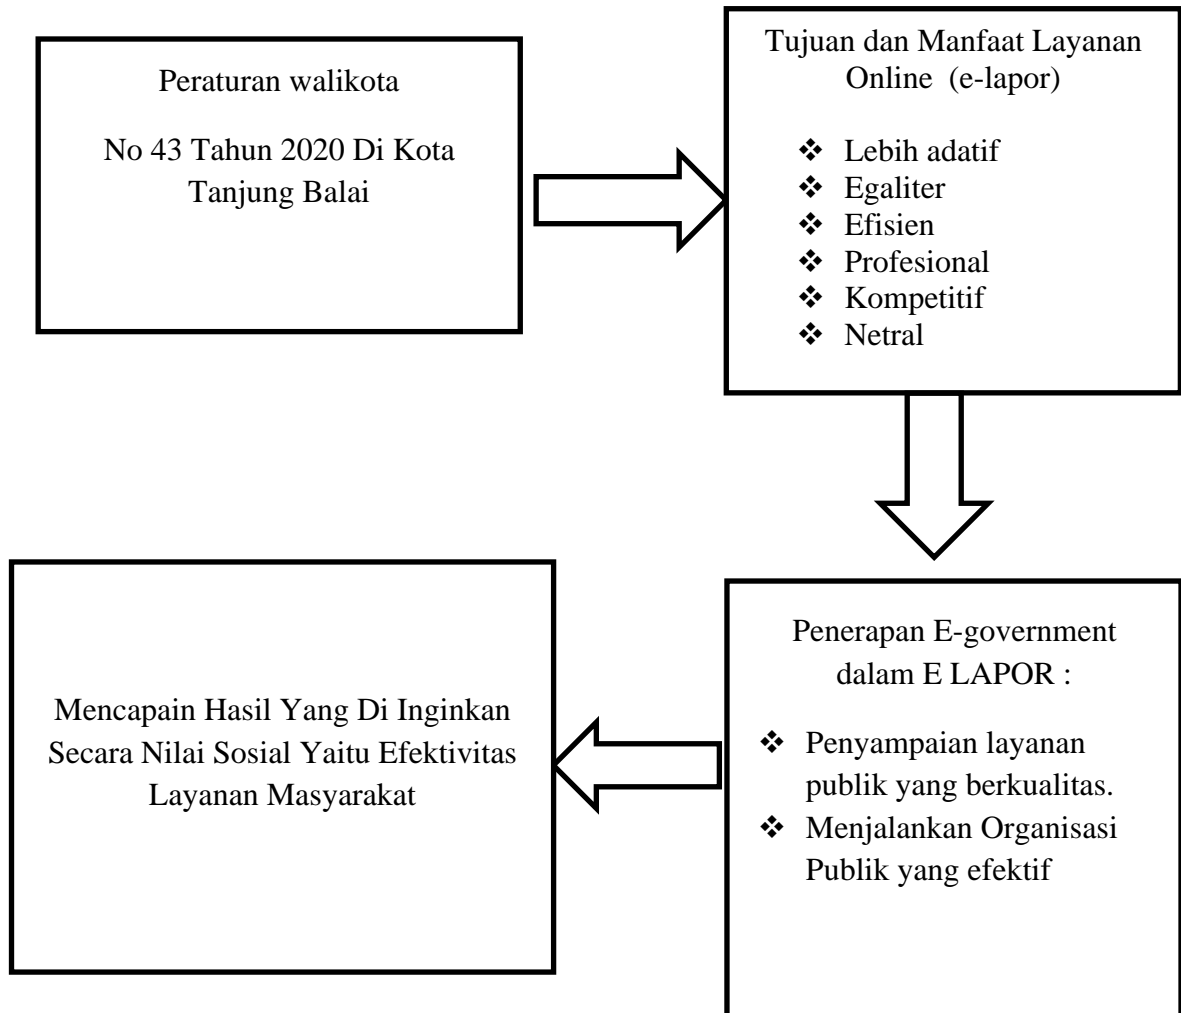 Peraturan walikota
No 43 Tahun 2020 Di Kota
Tanjung Balai
Tujuan dan Manfaat Layanan
Online (e-lapor)
❖ Lebih adatif
❖ Egaliter
❖ Efisien
❖ Profesional
❖ Kompetitif
❖ Netral
Penerapan E-government
dalam E LAPOR :
❖ Penyampaian layanan
publik yang berkualitas.
❖ Menjalankan Organisasi
Publik yang efektif
Mencapain Hasil Yang Di Inginkan
Secara Nilai Sosial Yaitu Efektivitas
Layanan Masyarakat